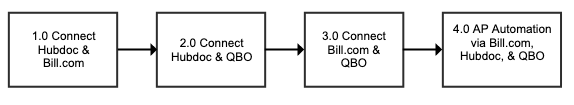 1.0 Connect
Hubdoc &
Bill.com
2.0 Connect
Hubdoc & QBO
3.0 Connect
Bill.com &
QBO
4.0 AP Automation
via Bill.com,
Hubdoc, & QBO